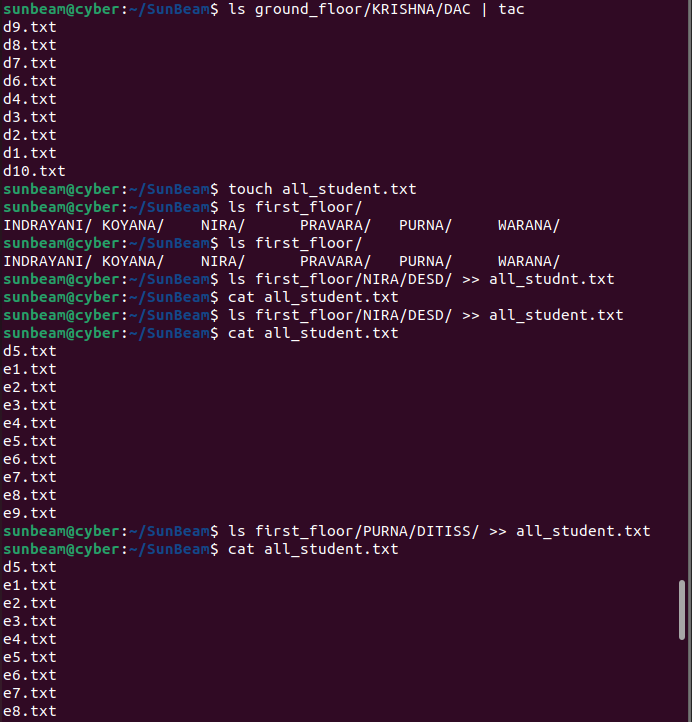 sunbeam@cyber:~/SunBeam$ ls ground_floor/KRISHNA/DAC | tac
d9.txt
d8.txt
d7.txt
d6.txt
d4.txt
d3.txt
d2.txt
d1.txt
d10.txt
sunbeam@cyber:~/SunBeam$ touch all_student.txt
sunbeam@cyber:~/SunBeam$ ls first_floor/
INDRAYANI/ KOYANA/    NIRA/      PRAVARA/   PURNA/     WARANA/
sunbeam@cyber:~/SunBeam$ ls first_floor/
INDRAYANI/ KOYANA/    NIRA/      PRAVARA/   PURNA/     WARANA/
sunbeam@cyber:~/SunBeam$ ls first_floor/NIRA/DESD/ >> all_studnt.txt
sunbeam@cyber:~/SunBeam$ cat all_student.txt
sunbeam@cyber:~/SunBeam$ ls first_floor/NIRA/DESD/ >> all_student.txt
sunbeam@cyber:~/SunBeam$ cat all_student.txt
d5.txt
e1.txt
e2.txt
e3.txt
e4.txt
e5.txt
e6.txt
e7.txt
e8.txt
e9.txt
sunbeam@cyber:~/SunBeam$ ls first_floor/PURNA/DITISS/ >> all_student.txt
sunbeam@cyber:~/SunBeam$ cat all_student.txt
d5.txt
e1.txt
e2.txt
e3.txt
e4.txt
e5.txt
e6.txt
e7.txt
e8.txt